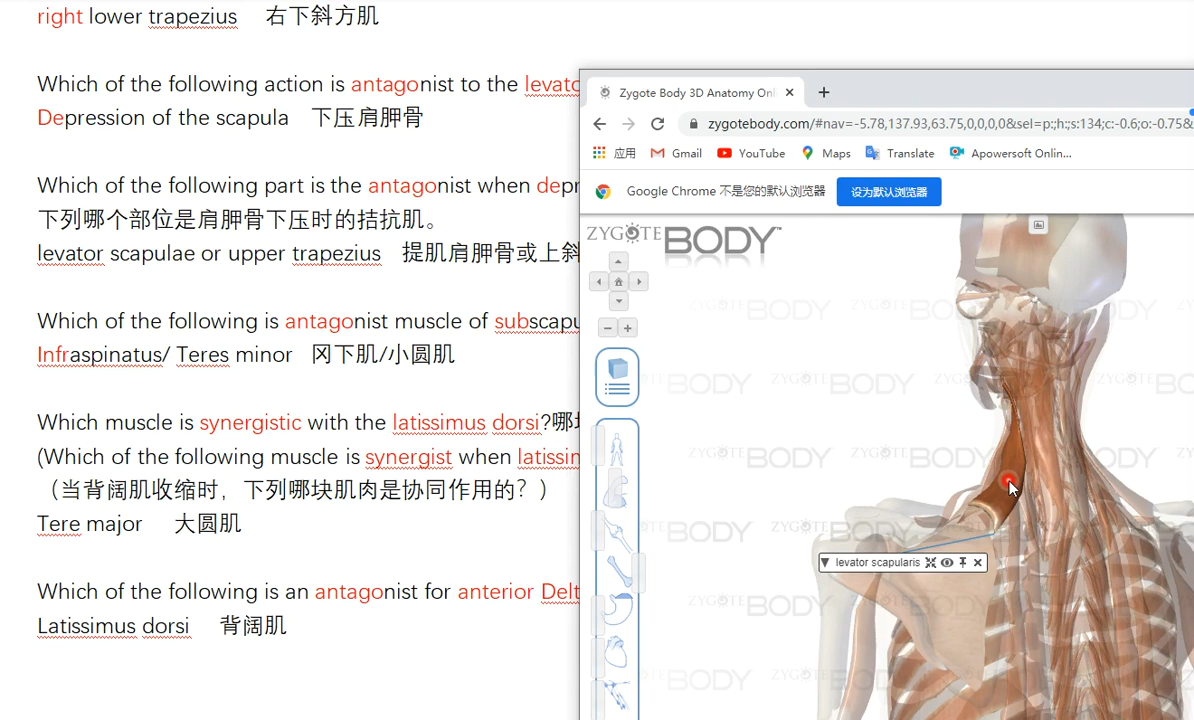 right lower trapezius 右下斜方肌
Which of the following action is antagonist to the levato
Depression of the scapula 下压肩胛骨
Which of the following part is the antagonist when depr
下列哪个部位是肩胛骨下压时的拮抗肌。
levator scapulae or upper trapezius 提肌肩胛骨或上斜
Which of the following is antagonist muscle of subscapu
Infraspinatus/ Teres minor 冈下肌/小圆肌
Which muscle is synergistic with the latissimus dorsi?哪块
(Which of the following muscle is synergist when latissim
（当背阔肌收缩时，下列哪块肌肉是协同作用的？）
Tere major 大圆肌
Which of the following is an antagonist for anterior Delt
Latissimus dorsi 背阔肌
Zygote Body 3D Anatomy Onl
zygotebody.com/#nav=-5.78,137.93,63.75,0,0,0,0&sel=p:;h:;s:134;c:-0.6;o:-0.75&
应用 Gmail YouTube Maps Translate Apowersoft Onlin...
Google Chrome 不是您的默认浏览器 设为默认浏览器
ZYGOTE BODY™
levator scapularis